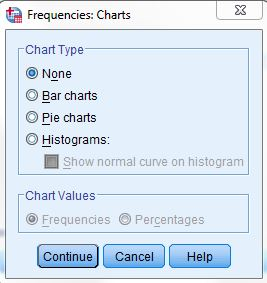 Frequencies: Charts
Chart Type
None
Bar charts
Pie charts
Histograms:
Show normal curve on histogram
Chart Values
Frequencies Percentages
Continue Cancel Help